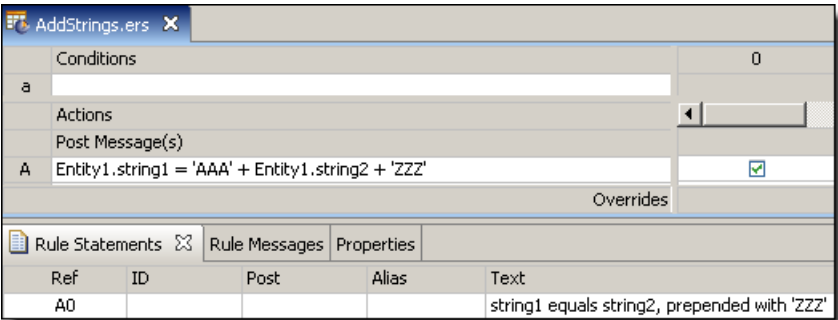 AddStrings.ers
Conditions 0
a
Actions
Post Message(s)
A Entity1.string1 = 'AAA' + Entity1.string2 + 'ZZZ'
Overrides
Rule Statements Rule Messages Properties
Ref ID Post Alias Text
A0 string1 equals string2, prepended with 'ZZZ'